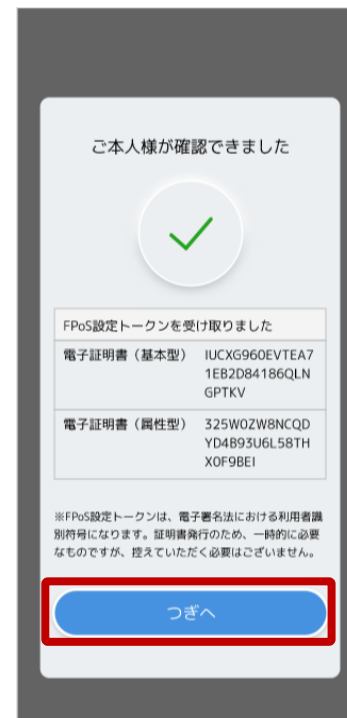 ご本人様が確認できました
FPoS設定トークンを受け取りました
電子証明書（基本型） IUCXG960EVTEA7
1EB2D84186QLN
GPTKV
電子証明書（属性型） 325W0ZW8NCQD
YD4B93U6L58TH
X0F9BEI
※FPoS設定トークンは、電子署名法における利用者識
別符号になります。証明書発行のため、一時的に必要
なものですが、控えていただく必要はございません。
つぎへ